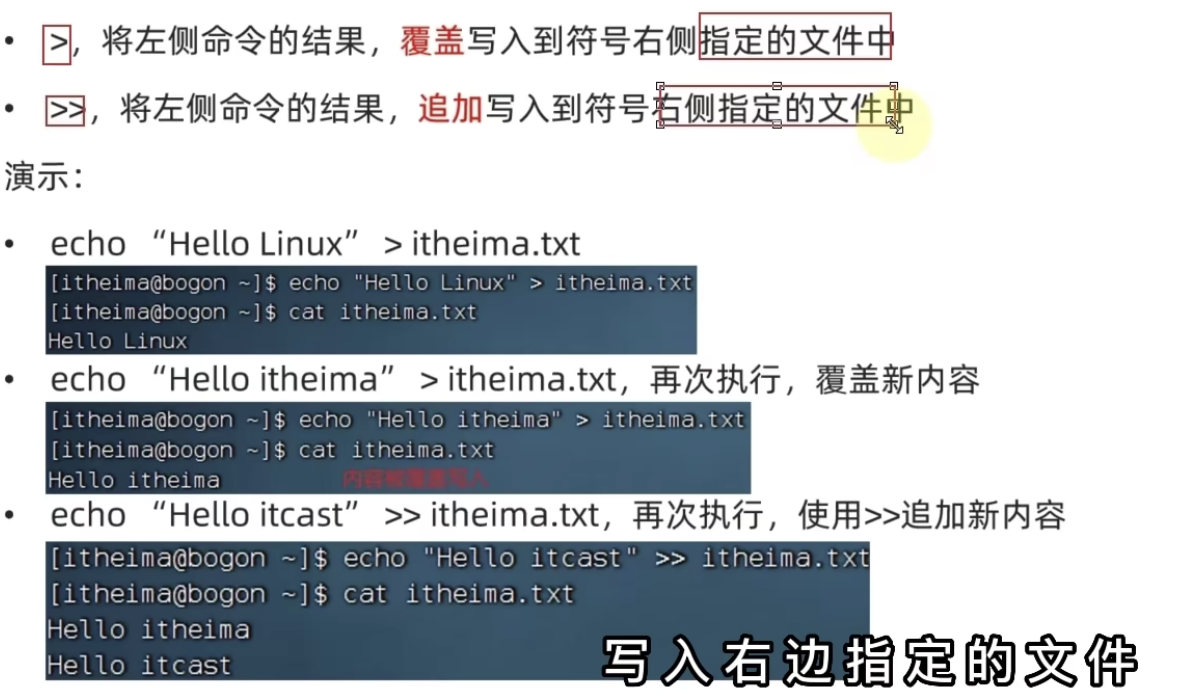 • >，将左侧命令的结果，覆盖写入到符号右侧指定的文件中
• >>，将左侧命令的结果，追加写入到符号右侧指定的文件中
演示：
• echo “Hello Linux” > itheima.txt
[itheima@bogon ~]$ echo "Hello Linux" > itheima.txt
[itheima@bogon ~]$ cat itheima.txt
Hello Linux
• echo “Hello itheima” > itheima.txt，再次执行，覆盖新内容
[itheima@bogon ~]$ echo "Hello itheima" > itheima.txt
[itheima@bogon ~]$ cat itheima.txt
Hello itheima 内容被覆盖写入
• echo “Hello itcast” >> itheima.txt，再次执行，使用>>追加新内容
[itheima@bogon ~]$ echo "Hello itcast" >> itheima.txt
[itheima@bogon ~]$ cat itheima.txt
Hello itheima
Hello itcast
写入右边指定的文件